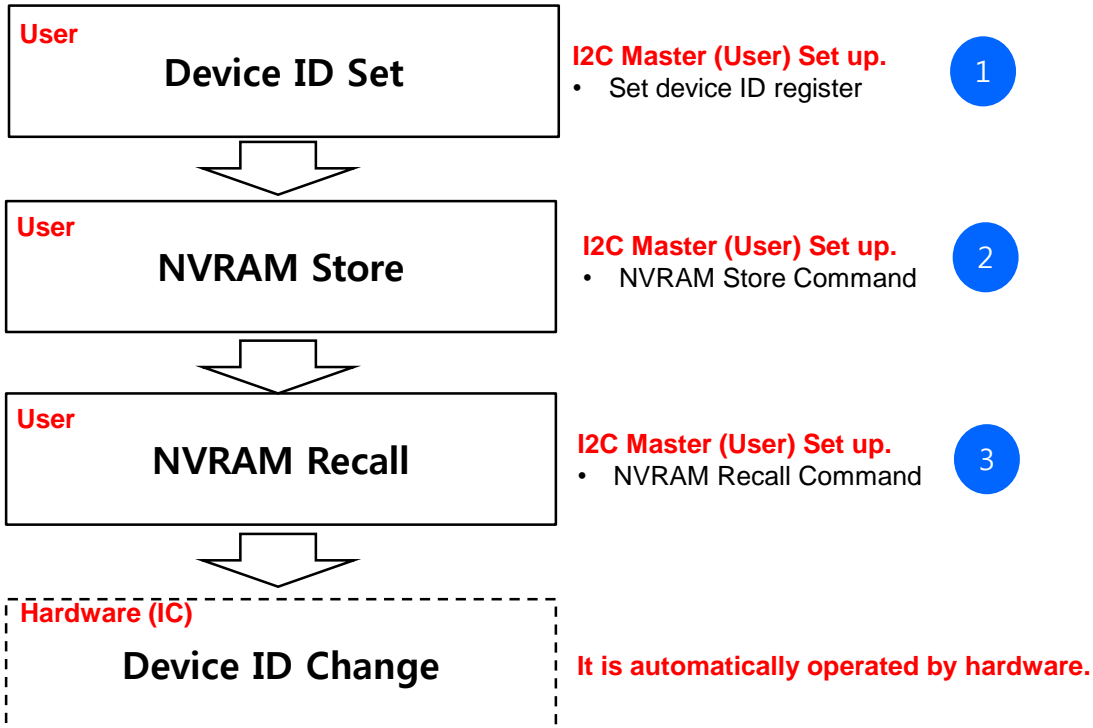 User
Device ID Set
I2C Master (User) Set up.
• Set device ID register
1
User
NVRAM Store
I2C Master (User) Set up.
• NVRAM Store Command
2
User
NVRAM Recall
I2C Master (User) Set up.
• NVRAM Recall Command
3
Hardware (IC)
Device ID Change
It is automatically operated by hardware.